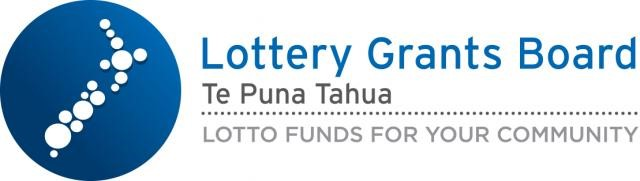 Lottery Grants Board
Te Puna Tahua
LOTTO FUNDS FOR YOUR COMMUNITY